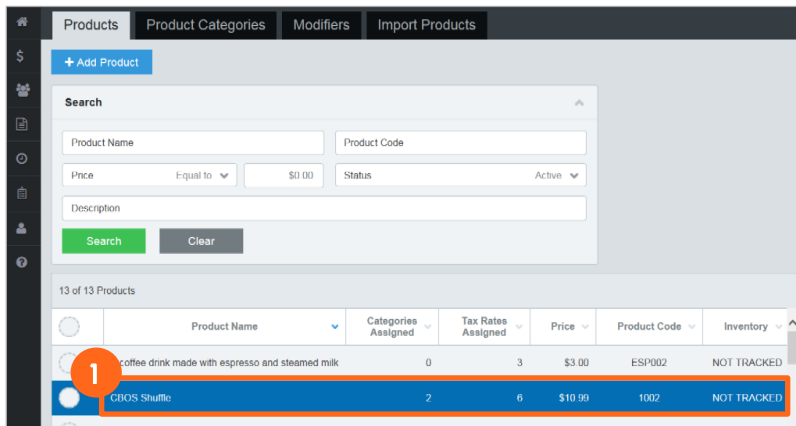 Products Product Categories Modifiers Import Products
+ Add Product
Search
Product Name Product Code
Price Equal to $0.00 Status Active
Description
Search Clear
13 of 13 Products
Product Name Categories Assigned Tax Rates Assigned Price Product Code Inventory
coffee drink made with espresso and steamed milk 0 3 $3.00 ESP002 NOT TRACKED
1
CBOS Shuffle 2 6 $10.99 1002 NOT TRACKED